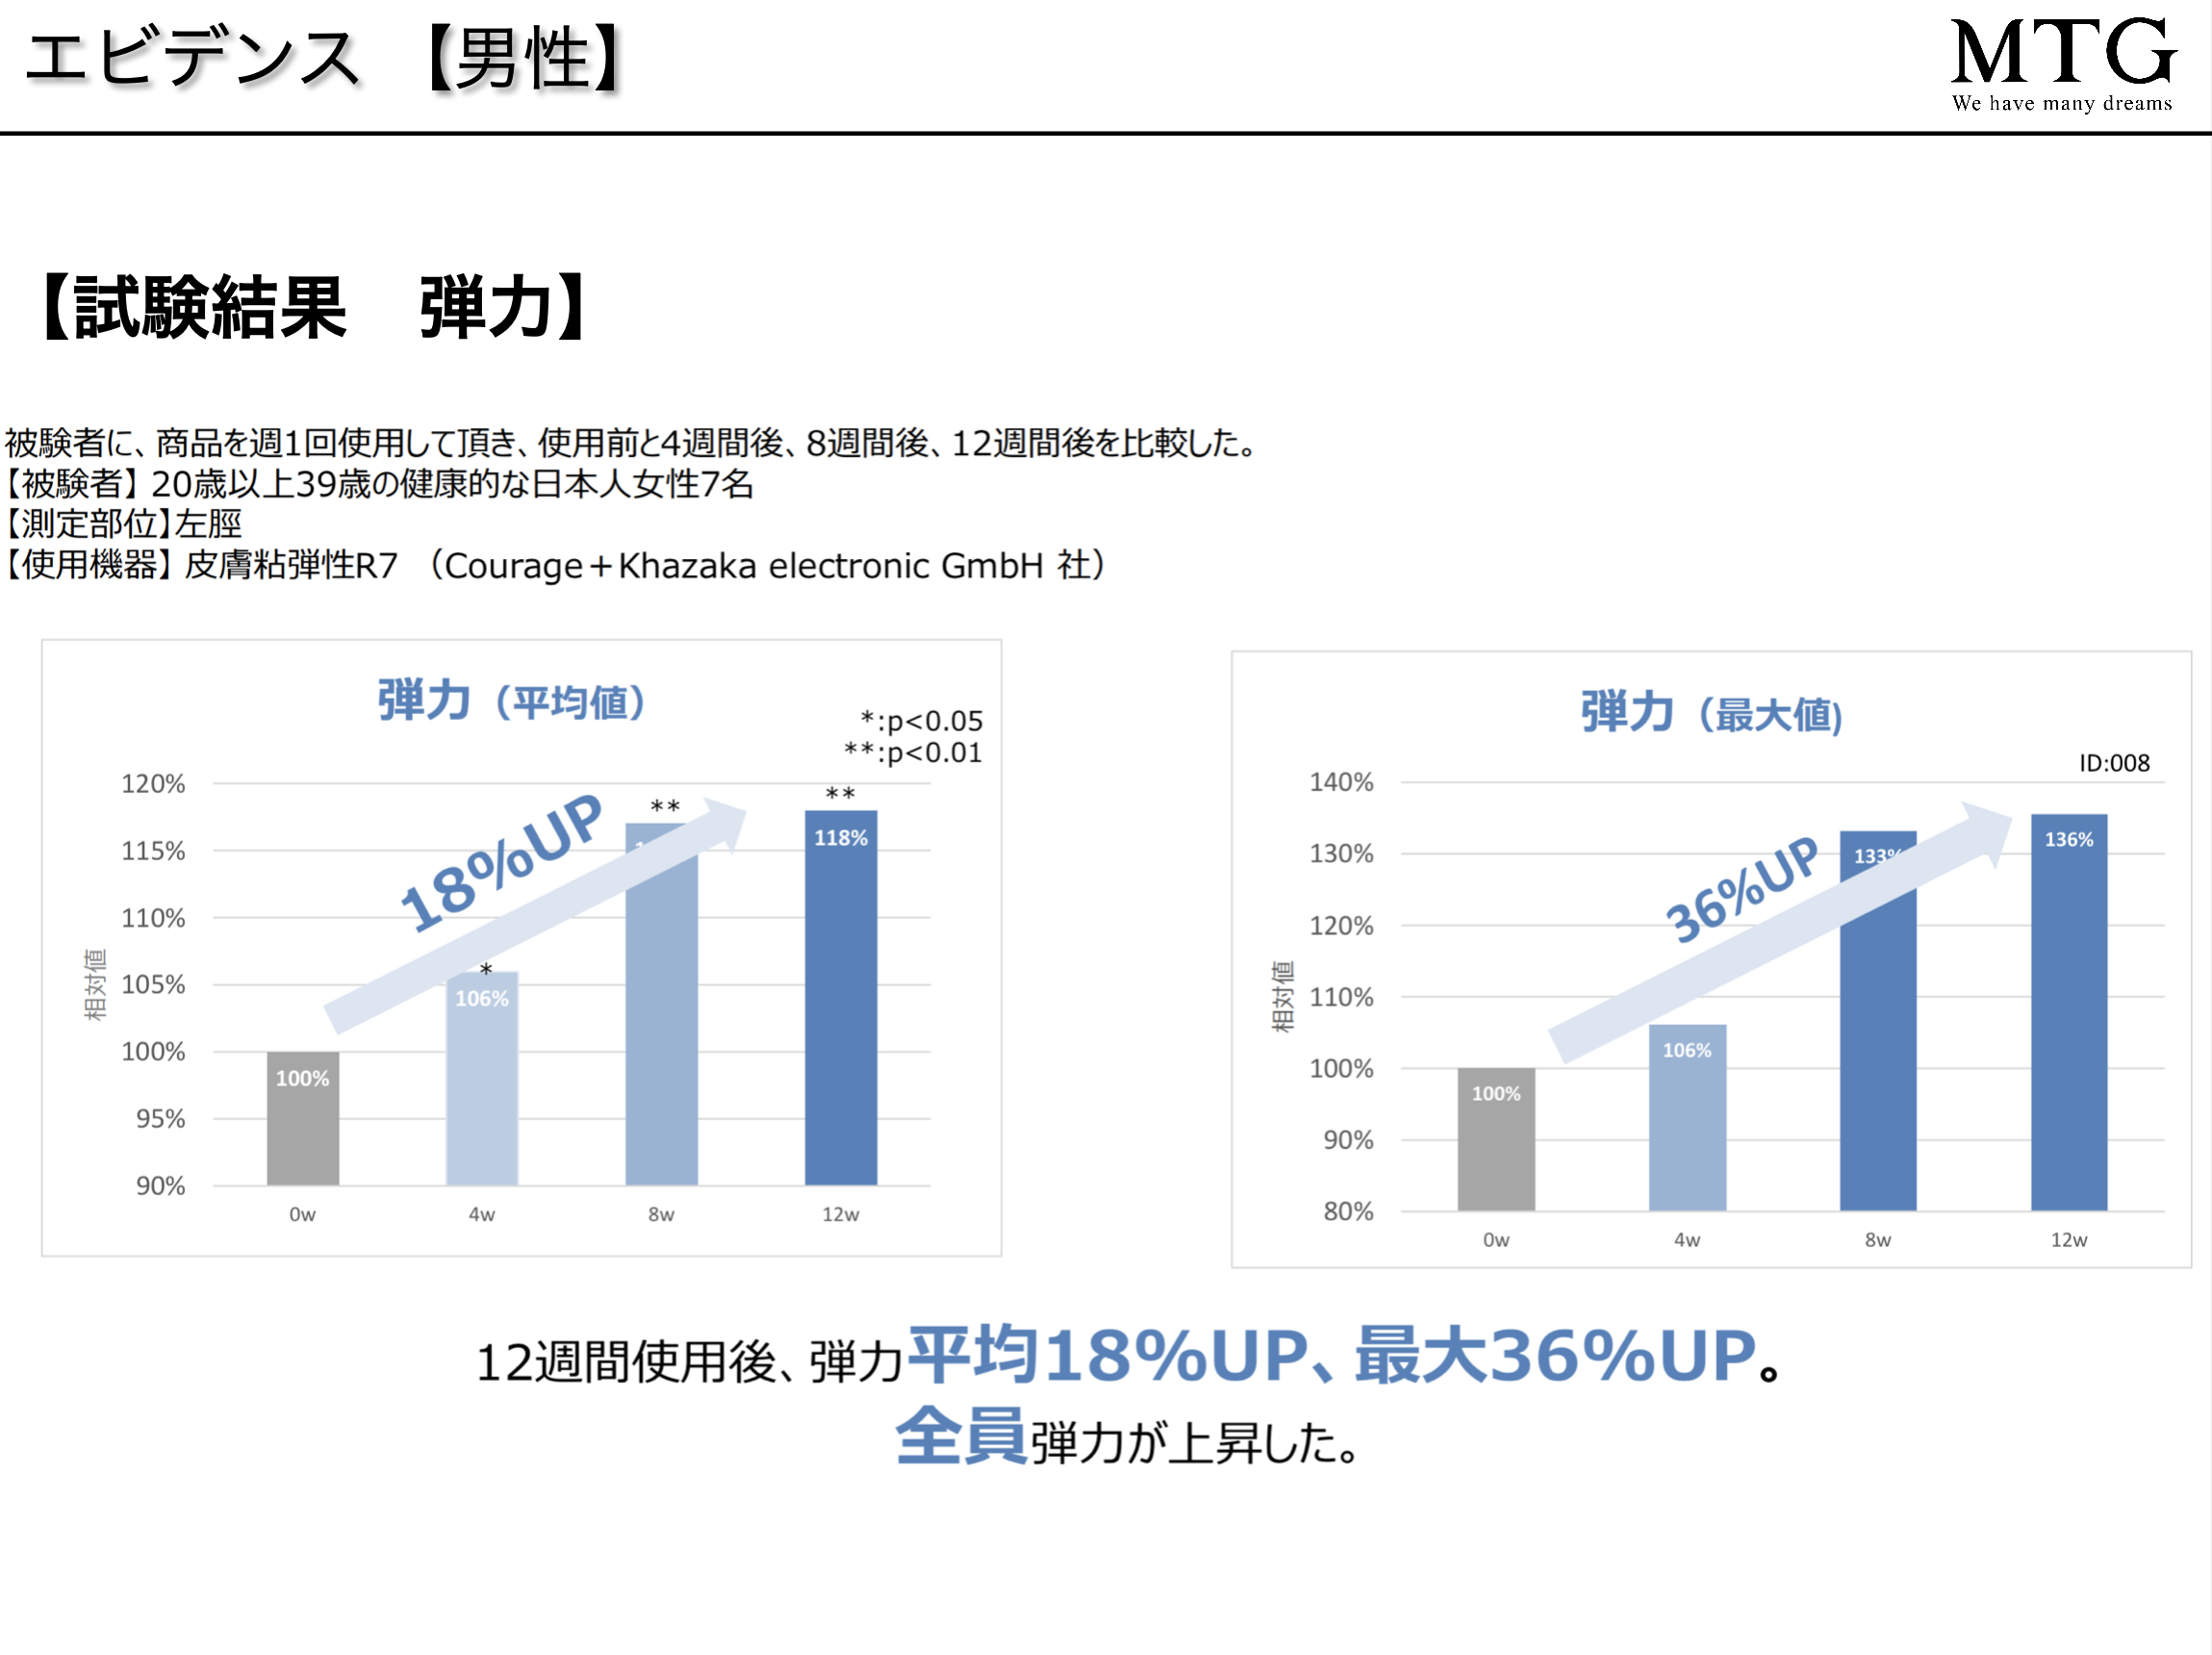 エビデンス 【男性】
MTG
We have many dreams
【試験結果　弾力】
被験者に、商品を週1回使用して頂き、使用前と4週間後、8週間後、12週間後を比較した。
【被験者】 20歳以上39歳の健康的な日本人女性7名
【測定部位】左脛
【使用機器】 皮膚粘弾性R7 （Courage＋Khazaka electronic GmbH 社）
弾力（平均値）
*:p<0.05
**:p<0.01
120%
115%
110%
105%
100%
95%
90%
相対値
18%UP
100%
*
106%
**
**
118%
0w
4w
8w
12w
弾力（最大値)
ID:008
140%
130%
120%
110%
100%
90%
80%
相対値
36%UP
100%
106%
133%
136%
0w
4w
8w
12w
12週間使用後、弾力平均18%UP、最大36%UP。
全員弾力が上昇した。